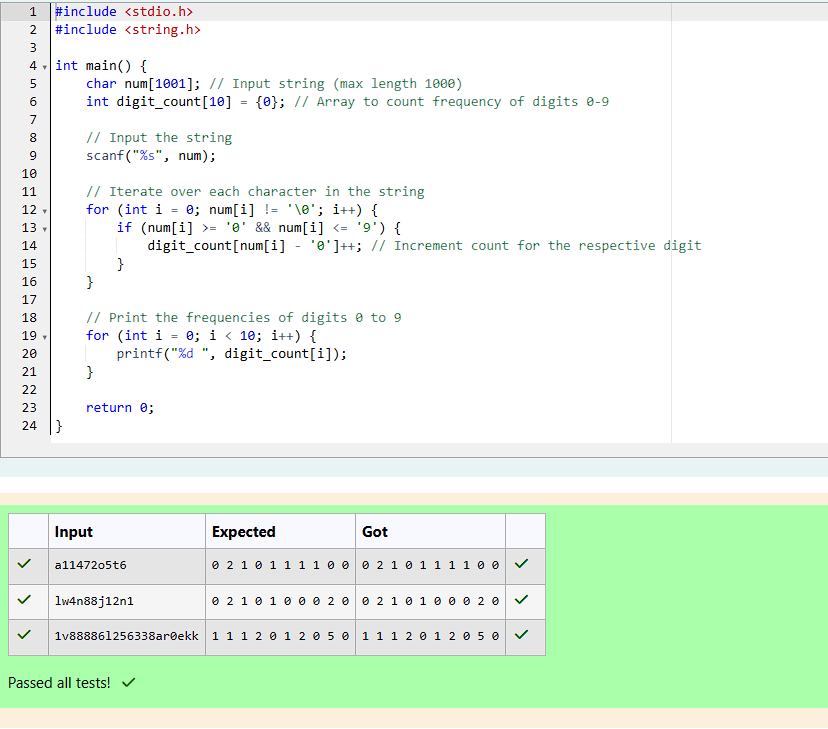 1 #include <stdio.h>
2 #include <string.h>
3
4 int main() {
5     char num[1001]; // Input string (max length 1000)
6     int digit_count[10] = {0}; // Array to count frequency of digits 0-9
7
8     // Input the string
9     scanf("%s", num);
10
11     // Iterate over each character in the string
12     for (int i = 0; num[i] != '\0'; i++) {
13         if (num[i] >= '0' && num[i] <= '9') {
14             digit_count[num[i] - '0']++; // Increment count for the respective digit
15         }
16     }
17
18     // Print the frequencies of digits 0 to 9
19     for (int i = 0; i < 10; i++) {
20         printf("%d ", digit_count[i]);
21     }
22
23     return 0;
24 }
Input Expected Got
a11472o5t6 0 2 1 0 1 1 1 1 0 0 0 2 1 0 1 1 1 1 0 0
lw4n88j12n1 0 2 1 0 1 0 0 0 2 0 0 2 1 0 1 0 0 0 2 0
1v88886l256338ar0ekk 1 1 1 2 0 1 2 0 5 0 1 1 1 2 0 1 2 0 5 0
Passed all tests!